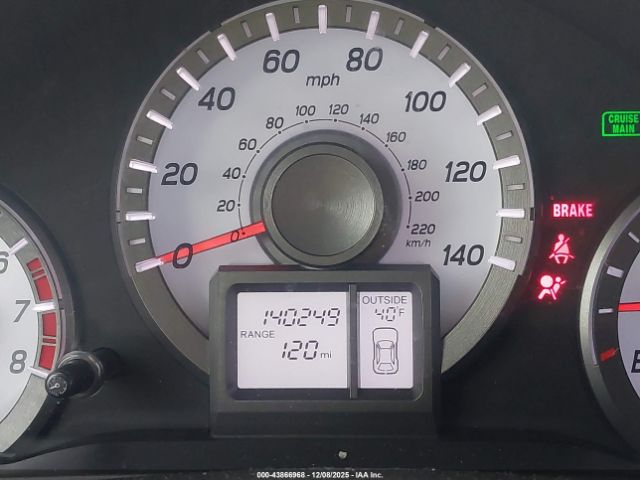 60 80
mph
40 100
100 120
80 140
60 160
CRUISE
MAIN
20 40 180 120
20 200
BRAKE
0 0 220 140
km/h
6
7
8
140249
RANGE
120 mi
OUTSIDE
40°F
E
000-43866968 - 12/08/2025 - IAA Inc.